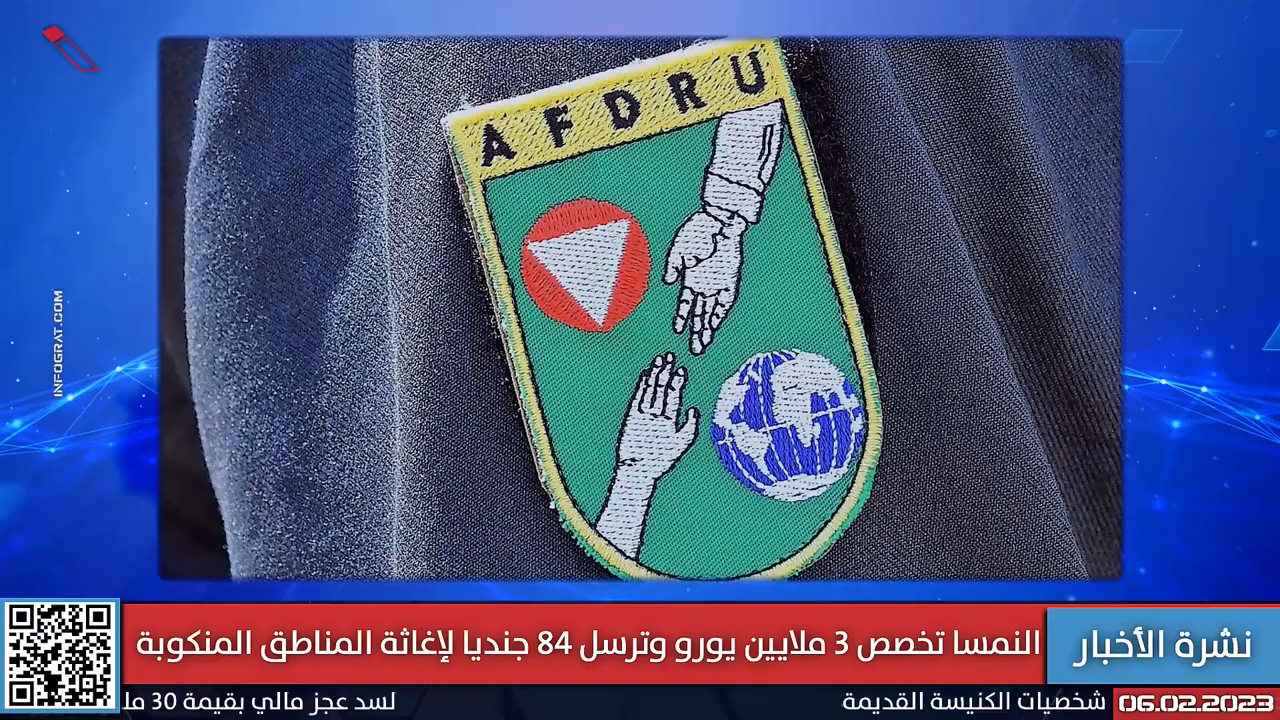 AFDRU
INFOGRAT.COM
نشرة الأخبار
النمسا تخصص 3 ملايين يورو وترسل 84 جنديا لإغاثة المناطق المنكوبة
06.02.2023
شخصيات الكنيسة القديمة
لسد عجز مالي بقيمة 30